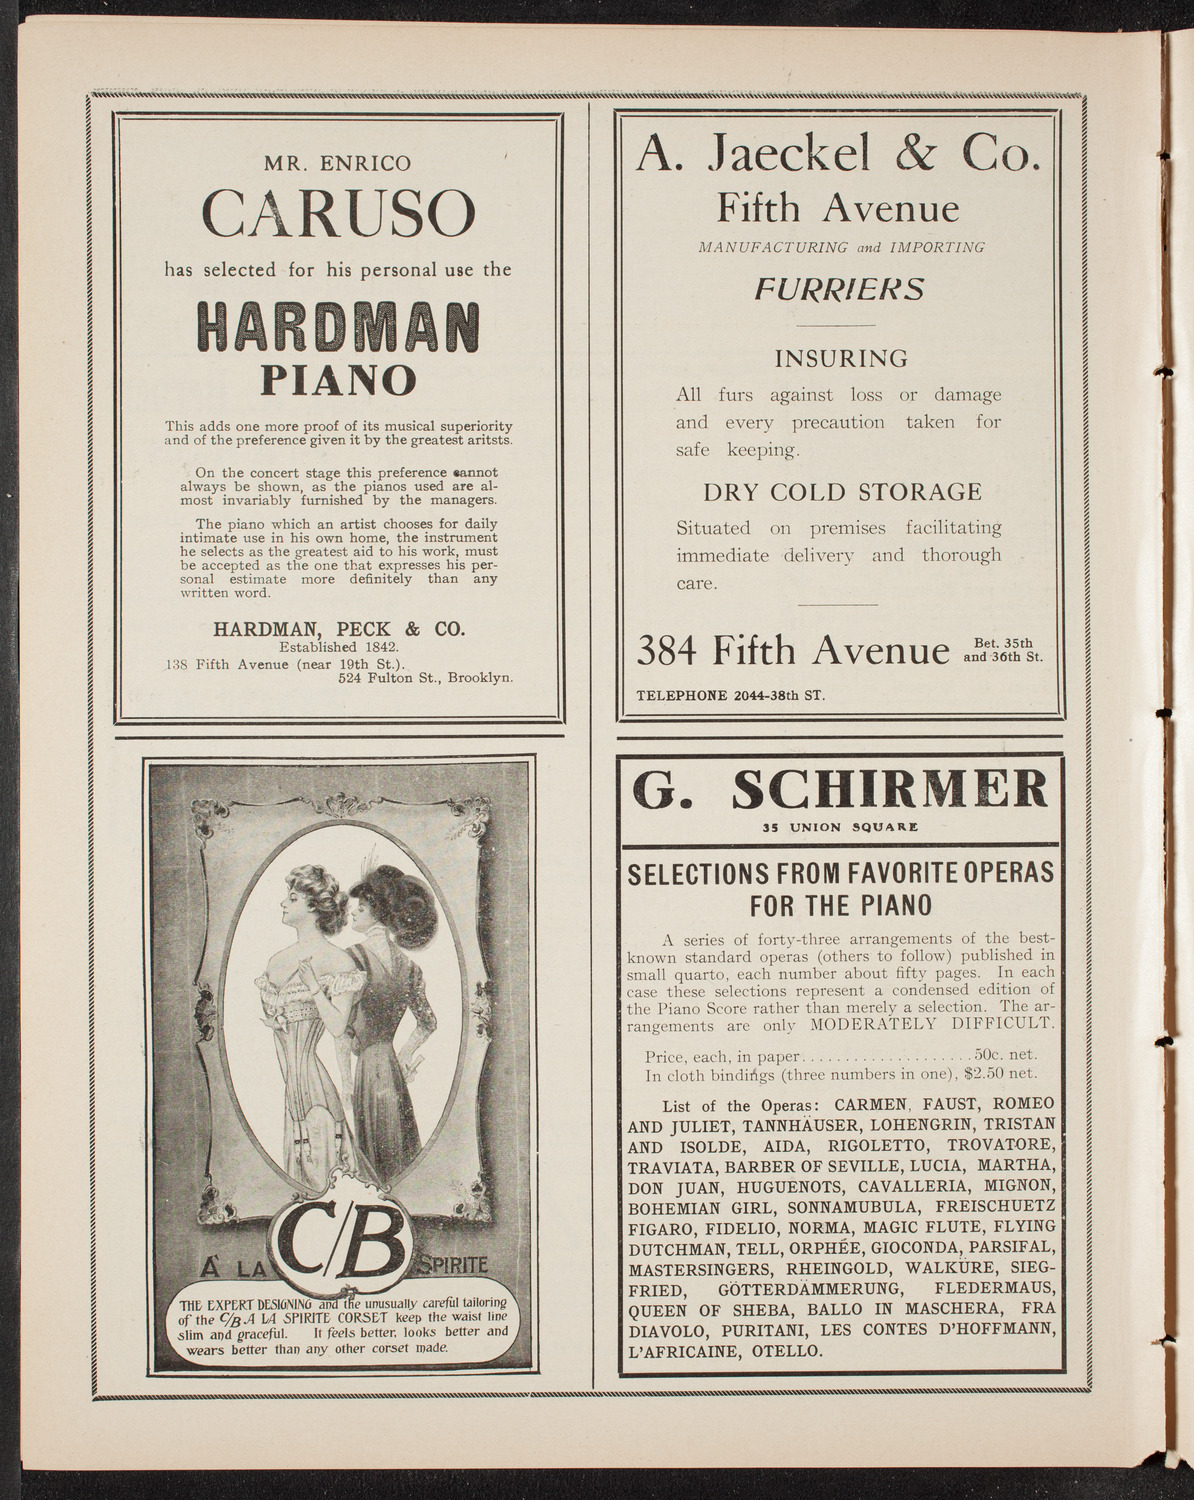 MR. ENRICO
CARUSO
has selected for his personal use the
HARDMAN
PIANO
This adds one more proof of its musical superiority
and of the preference given it by the greatest aritsts.
On the concert stage this preference cannot
always be shown, as the pianos used are al-
most invariably furnished by the managers.
The piano which an artist chooses for daily
intimate use in his own home, the instrument
he selects as the greatest aid to his work, must
be accepted as the one that expresses his per-
sonal estimate more definitely than any
written word.
HARDMAN, PECK & CO.
Established 1842.
138 Fifth Avenue (near 19th St.).
524 Fulton St., Brooklyn.
A. Jaeckel & Co.
Fifth Avenue
MANUFACTURING and IMPORTING
FURRIERS
INSURING
All furs against loss or damage
and every precaution taken for
safe keeping.
DRY COLD STORAGE
Situated on premises facilitating
immediate delivery and thorough
care.
384 Fifth Avenue Bet. 35th
and 36th St.
TELEPHONE 2044-38th ST.
C/B
A LA SPIRITE
THE EXPERT DESIGNING and the unusually careful tailoring
of the C/B A LA SPIRITE CORSET keep the waist line
slim and graceful. It feels better, looks better and
wears better than any other corset made.
G. SCHIRMER
35 UNION SQUARE
SELECTIONS FROM FAVORITE OPERAS
FOR THE PIANO
A series of forty-three arrangements of the best-
known standard operas (others to follow) published in
small quarto, each number about fifty pages. In each
case these selections represent a condensed edition of
the Piano Score rather than merely a selection. The ar-
rangements are only MODERATELY DIFFICULT.
Price, each, in paper....................50c. net.
In cloth bindings (three numbers in one), $2.50 net.
List of the Operas: CARMEN, FAUST, ROMEO
AND JULIET, TANNHÄUSER, LOHENGRIN, TRISTAN
AND ISOLDE, AIDA, RIGOLETTO, TROVATORE,
TRAVIATA, BARBER OF SEVILLE, LUCIA, MARTHA,
DON JUAN, HUGUENOTS, CAVALLERIA, MIGNON,
BOHEMIAN GIRL, SONNAMUBULA, FREISCHUETZ
FIGARO, FIDELIO, NORMA, MAGIC FLUTE, FLYING
DUTCHMAN, TELL, ORPHÉE, GIOCONDA, PARSIFAL,
MASTERSINGERS, RHEINGOLD, WALKÜRE, SIEG-
FRIED, GÖTTERDÄMMERUNG, FLEDERMAUS,
QUEEN OF SHEBA, BALLO IN MASCHERA, FRA
DIAVOLO, PURITANI, LES CONTES D'HOFFMANN,
L'AFRICAINE, OTELLO.